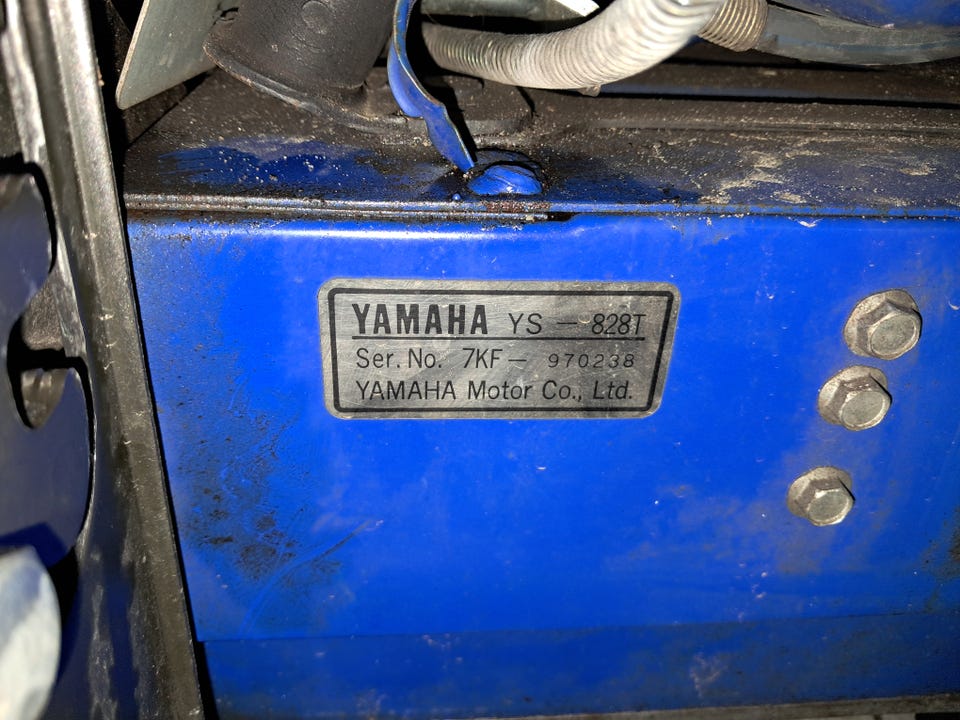 YAMAHA YS - 828T
Ser. No. 7KF- 970238
YAMAHA Motor Co., Ltd.